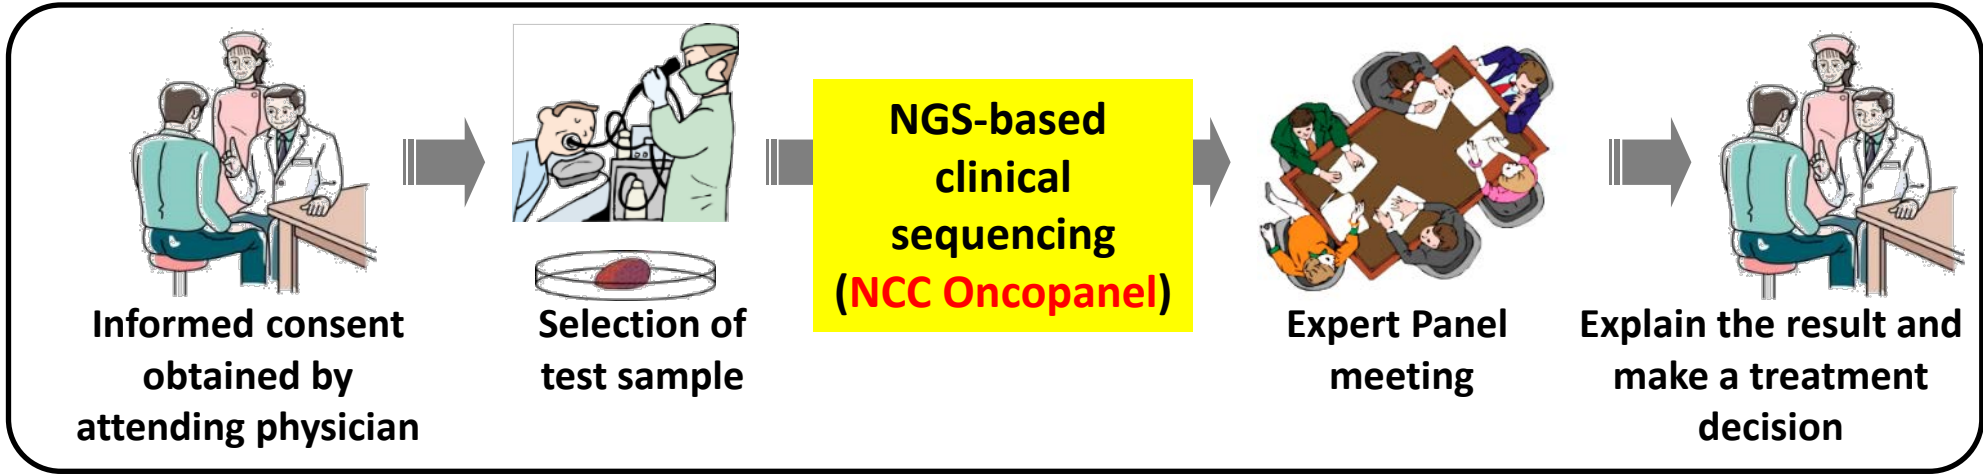 Informed consent
obtained by
attending physician
Selection of
test sample
NGS-based
clinical
sequencing
(NCC Oncopanel)
Expert Panel
meeting
Explain the result and
make a treatment
decision